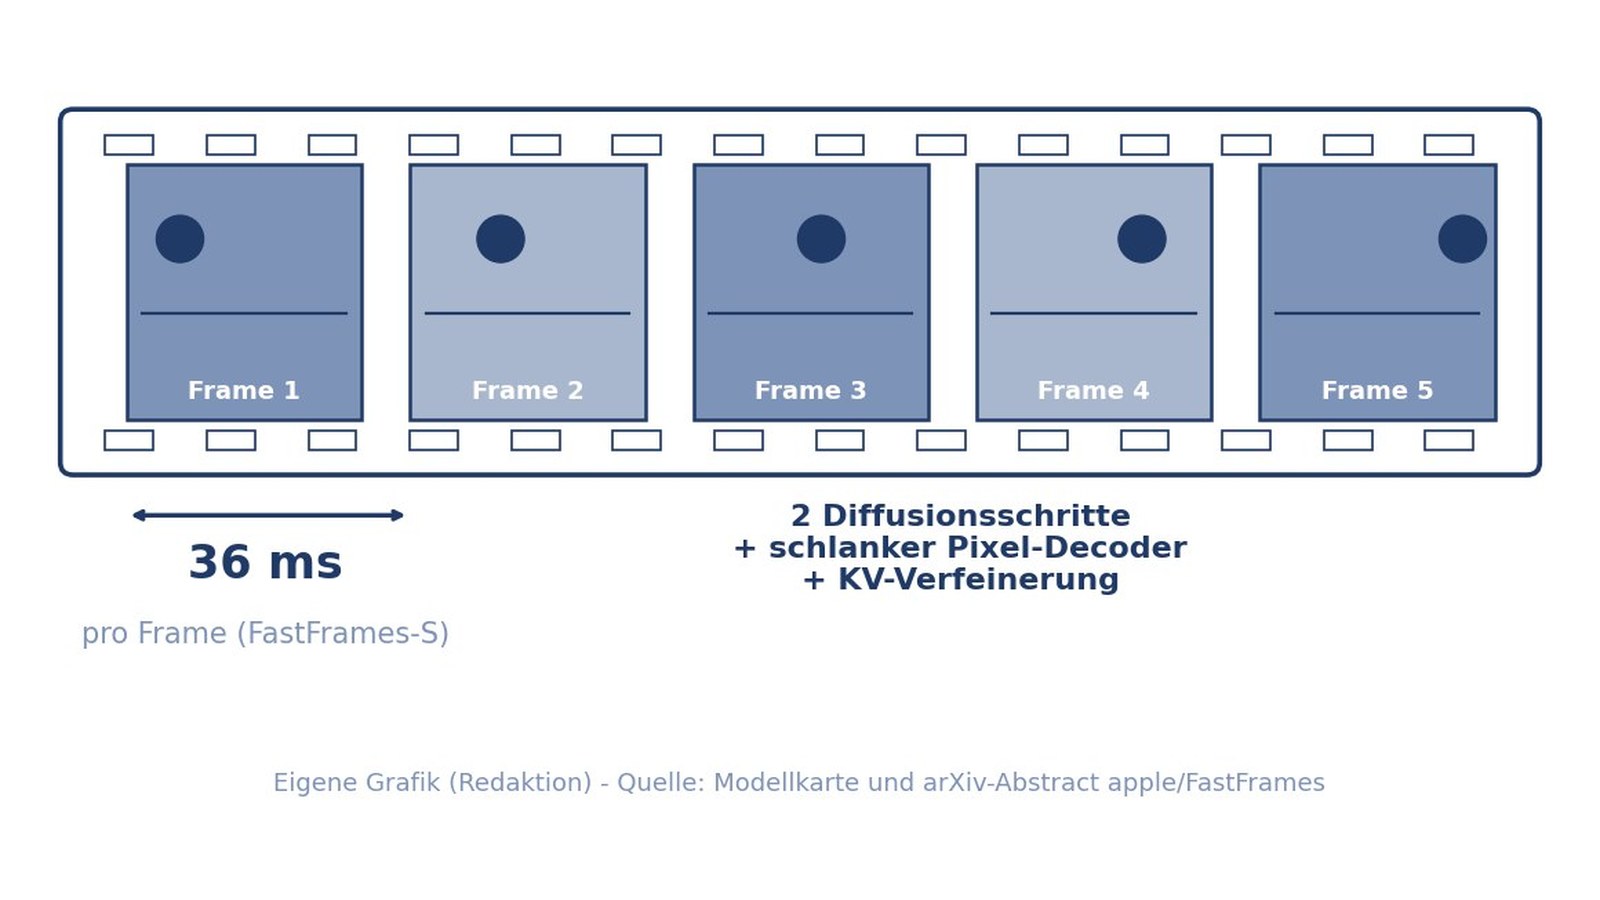 Frame 1
Frame 2
Frame 3
Frame 4
Frame 5
36 ms
pro Frame (FastFrames-S)
2 Diffusionsschritte
+ schlanker Pixel-Decoder
+ KV-Verfeinerung
Eigene Grafik (Redaktion) - Quelle: Modellkarte und arXiv-Abstract apple/FastFrames